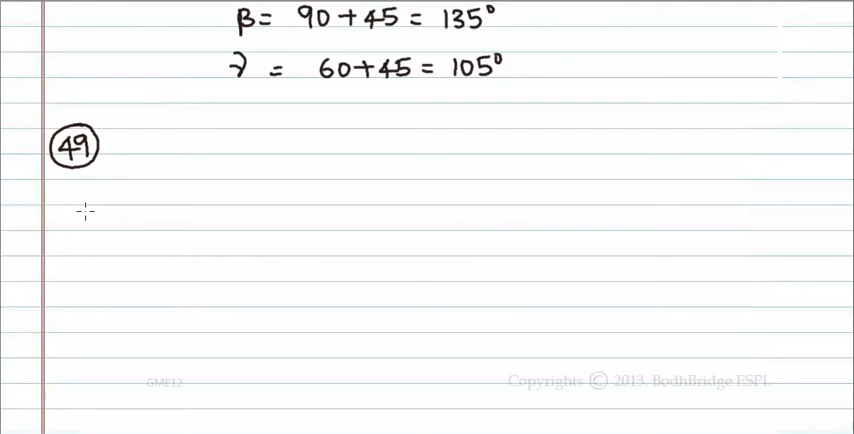 β = 90 + 45 = 135°
γ = 60 + 45 = 105°
49
GME12
Copyrights © 2013, BodhBridge ESPL